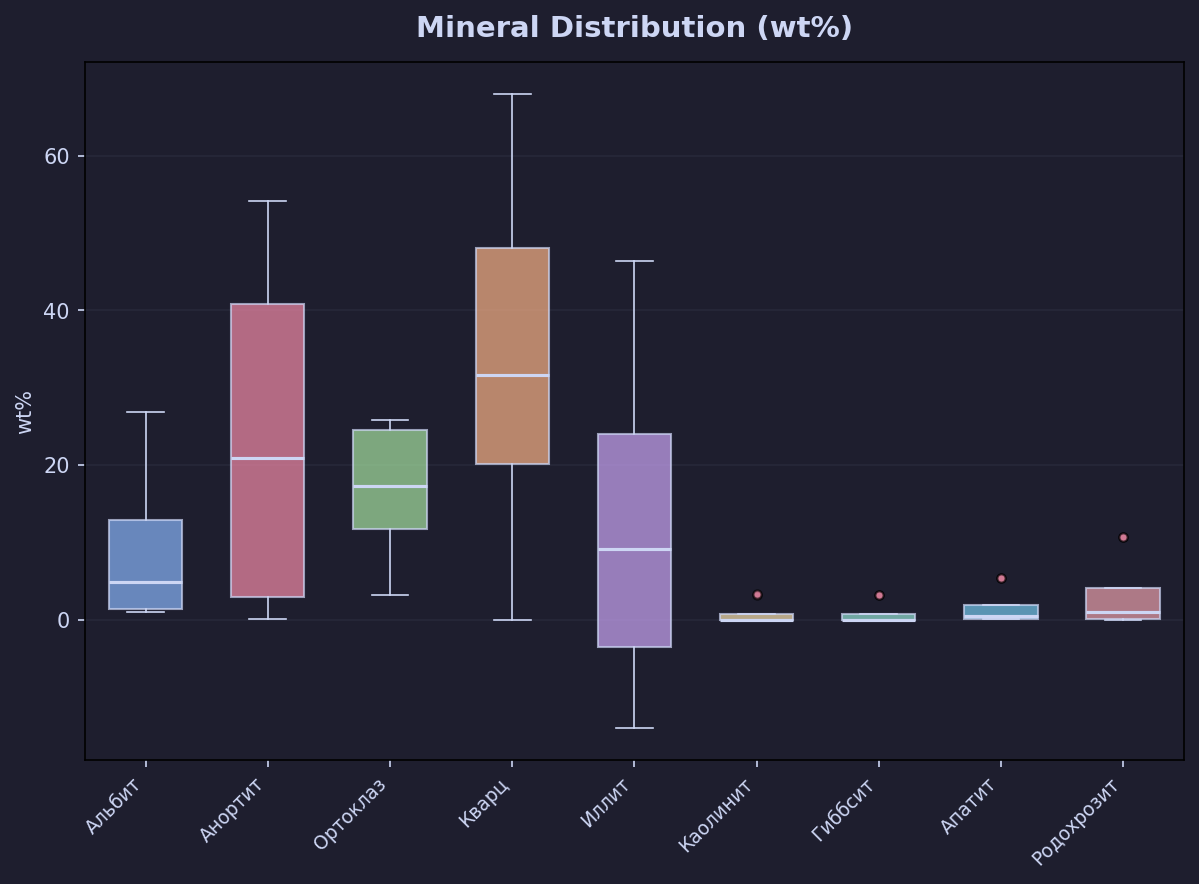 Mineral Distribution (wt%)
wt%
60
40
20
0
Альбит
Анортит
Ортоклаз
Кварц
Иллит
Каолинит
Гиббсит
Апатит
Родохрозит